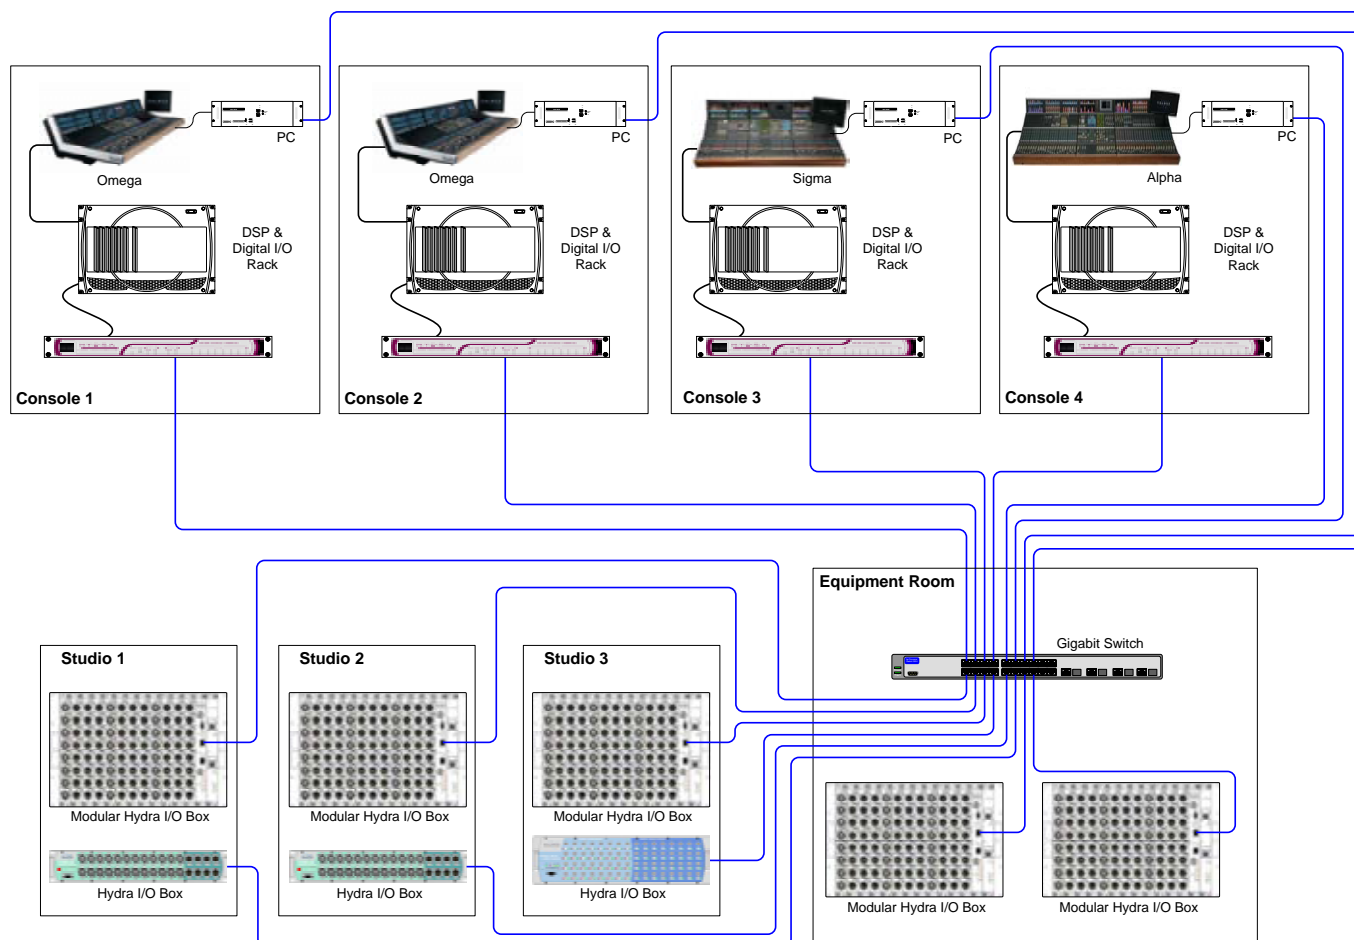 PC
PC
PC
PC
Omega
Omega
Sigma
Alpha
DSP &
Digital I/O
Rack
DSP &
Digital I/O
Rack
DSP &
Digital I/O
Rack
DSP &
Digital I/O
Rack
Console 1
Console 2
Console 3
Console 4
Equipment Room
Gigabit Switch
Studio 1
Studio 2
Studio 3
Modular Hydra I/O Box
Modular Hydra I/O Box
Modular Hydra I/O Box
Hydra I/O Box
Hydra I/O Box
Hydra I/O Box
Modular Hydra I/O Box
Modular Hydra I/O Box